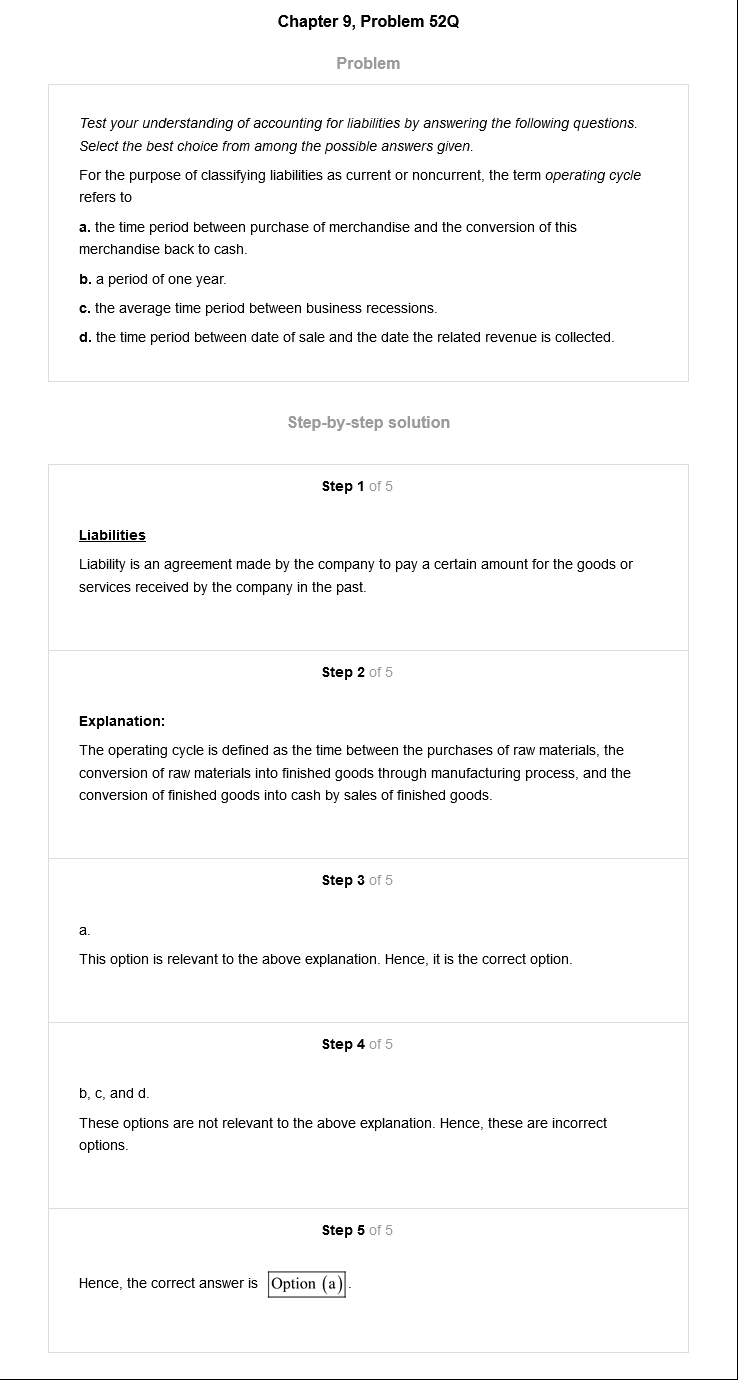 Chapter 9, Problem 52Q
Problem
Test your understanding of accounting for liabilities by answering the following questions.
Select the best choice from among the possible answers given.
For the purpose of classifying liabilities as current or noncurrent, the term operating cycle
refers to
a. the time period between purchase of merchandise and the conversion of this
merchandise back to cash.
b. a period of one year.
c. the average time period between business recessions.
d. the time period between date of sale and the date the related revenue is collected.
Step-by-step solution
Step 1 of 5
Liabilities
Liability is an agreement made by the company to pay a certain amount for the goods or
services received by the company in the past.
Step 2 of 5
Explanation:
The operating cycle is defined as the time between the purchases of raw materials, the
conversion of raw materials into finished goods through manufacturing process, and the
conversion of finished goods into cash by sales of finished goods.
Step 3 of 5
a.
This option is relevant to the above explanation. Hence, it is the correct option.
Step 4 of 5
b, c, and d.
These options are not relevant to the above explanation. Hence, these are incorrect
options.
Step 5 of 5
Hence, the correct answer is Option (a).